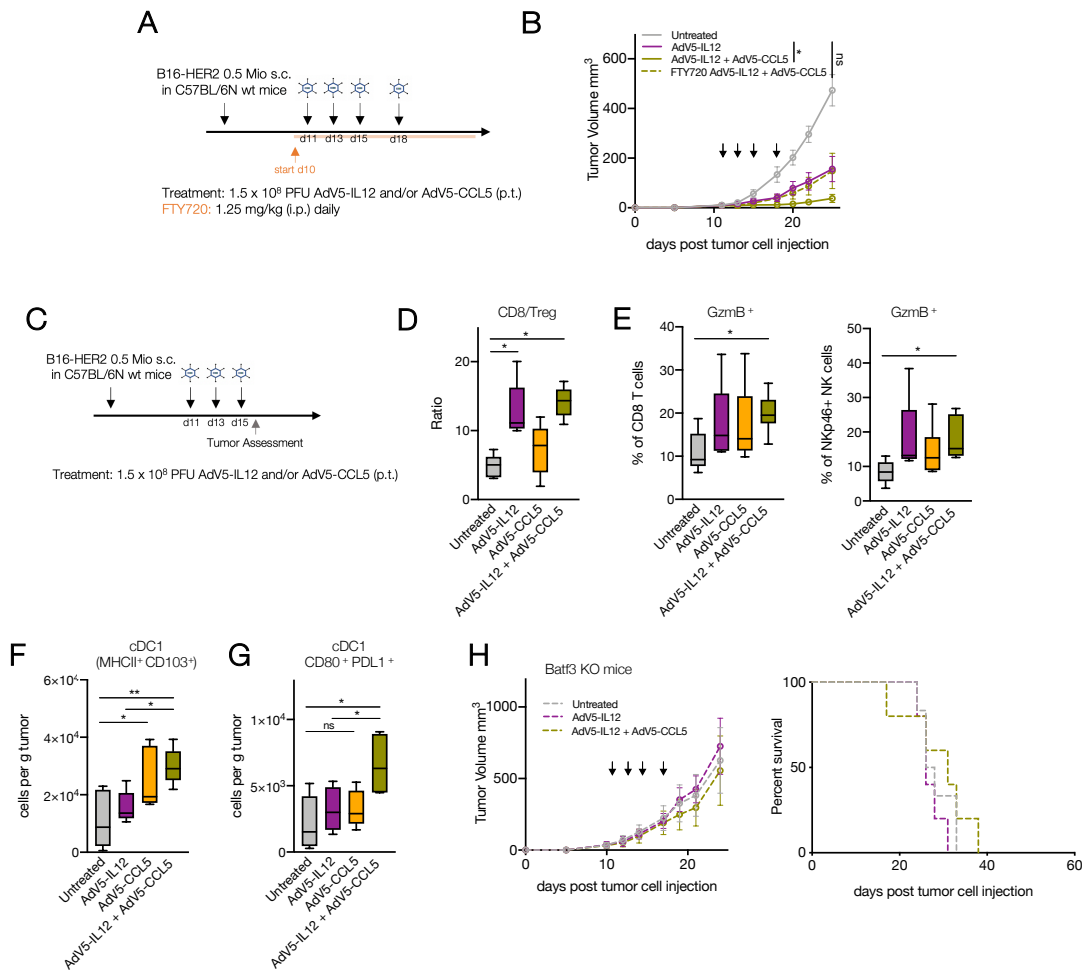 A
B16-HER2 0.5 Mio s.c.
in C57BL/6N wt mice
d11
d13
d15
d18
start d10
Treatment: 1.5 x 10⁸ PFU AdV5-IL12 and/or AdV5-CCL5 (p.t.)
FTY720: 1.25 mg/kg (i.p.) daily
B
Untreated
AdV5-IL12
AdV5-IL12 + AdV5-CCL5
FTY720 AdV5-IL12 + AdV5-CCL5
*
ns
Tumor Volume mm³
600
400
200
0
0
10
20
days post tumor cell injection
C
B16-HER2 0.5 Mio s.c.
in C57BL/6N wt mice
d11
d13
d15
Tumor Assessment
Treatment: 1.5 x 10⁸ PFU AdV5-IL12 and/or AdV5-CCL5 (p.t.)
D
CD8/Treg
*
*
Ratio
20
10
0
Untreated
AdV5-IL12
AdV5-CCL5
AdV5-IL12 + AdV5-CCL5
E
GzmB +
*
% of CD8 T cells
40
30
20
10
0
Untreated
AdV5-IL12
AdV5-CCL5
AdV5-IL12 + AdV5-CCL5
GzmB +
*
% of NKp46+ NK cells
50
40
30
20
10
0
Untreated
AdV5-IL12
AdV5-CCL5
AdV5-IL12 + AdV5-CCL5
F
cDC1
(MHCII⁺ CD103⁺)
**
*
*
cells per g tumor
6×10⁴
4×10⁴
2×10⁴
0
Untreated
AdV5-IL12
AdV5-CCL5
AdV5-IL12 + AdV5-CCL5
G
cDC1
CD80⁺ PDL1 ⁺
*
*
ns
cells per g tumor
1×10⁴
5×10³
0
Untreated
AdV5-IL12
AdV5-CCL5
AdV5-IL12 + AdV5-CCL5
H
Batf3 KO mice
Untreated
AdV5-IL12
AdV5-IL12 + AdV5-CCL5
Tumor Volume mm³
1000
500
0
0
10
20
days post tumor cell injection
Percent survival
100
50
0
0
20
40
60
days post tumor cell injection